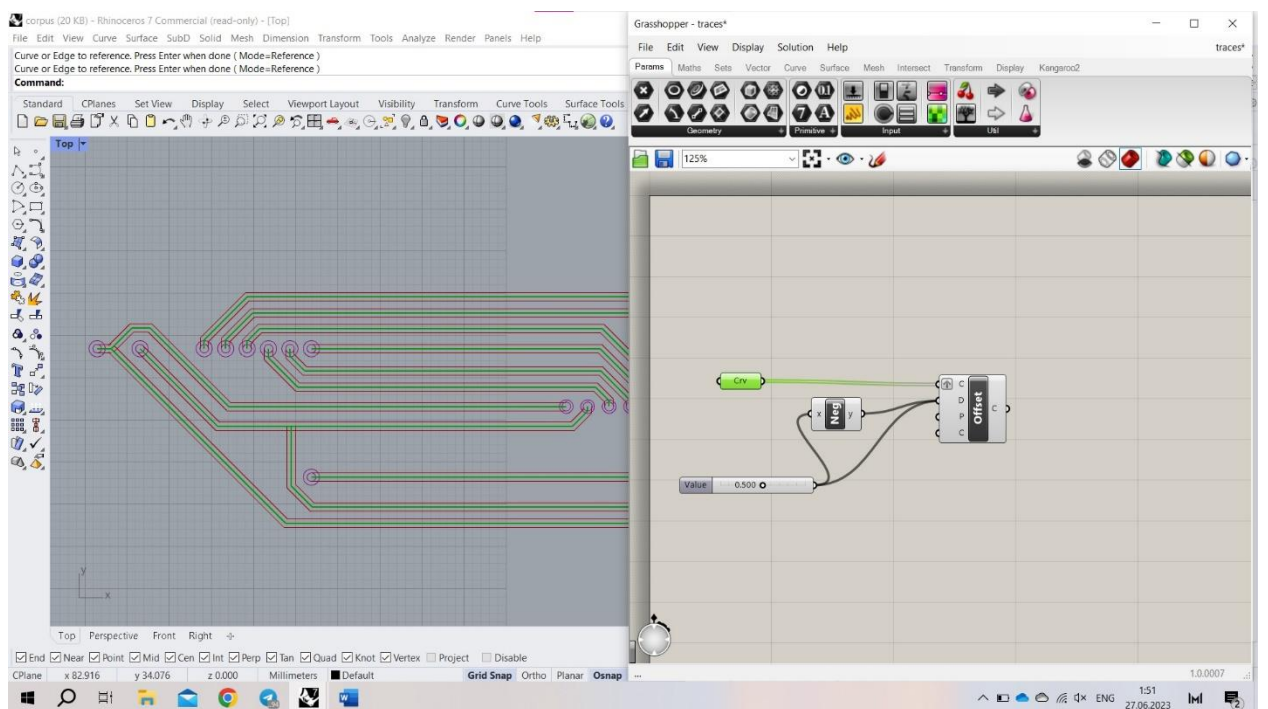 corpus (20 KB) - Rhinoceros 7 Commercial (read-only) - [Top]
File Edit View Curve Surface SubD Solid Mesh Dimension Transform Tools Analyze Render Panels Help
Curve or Edge to reference. Press Enter when done ( Mode=Reference )
Curve or Edge to reference. Press Enter when done ( Mode=Reference )
Command:
Standard CPlanes Set View Display Select Viewport Layout Visibility Transform Curve Tools Surface Tools
Top
y
x
Top Perspective Front Right
End Near Point Mid Cen Int Perp Tan Quad Knot Vertex Project Disable
CPlane x 82.916 y 34.076 z 0.000 Millimeters Default Grid Snap Ortho Planar Osnap
Grasshopper - traces*
File Edit View Display Solution Help traces*
Params Maths Sets Vector Curve Surface Mesh Intersect Transform Display Kangaroo2
Geometry Primitive Input Util
125%
Crv
x Neg y
C D P C Offset C
Value 0.500
... 1.0.0007
ENG 1:51
27.06.2023